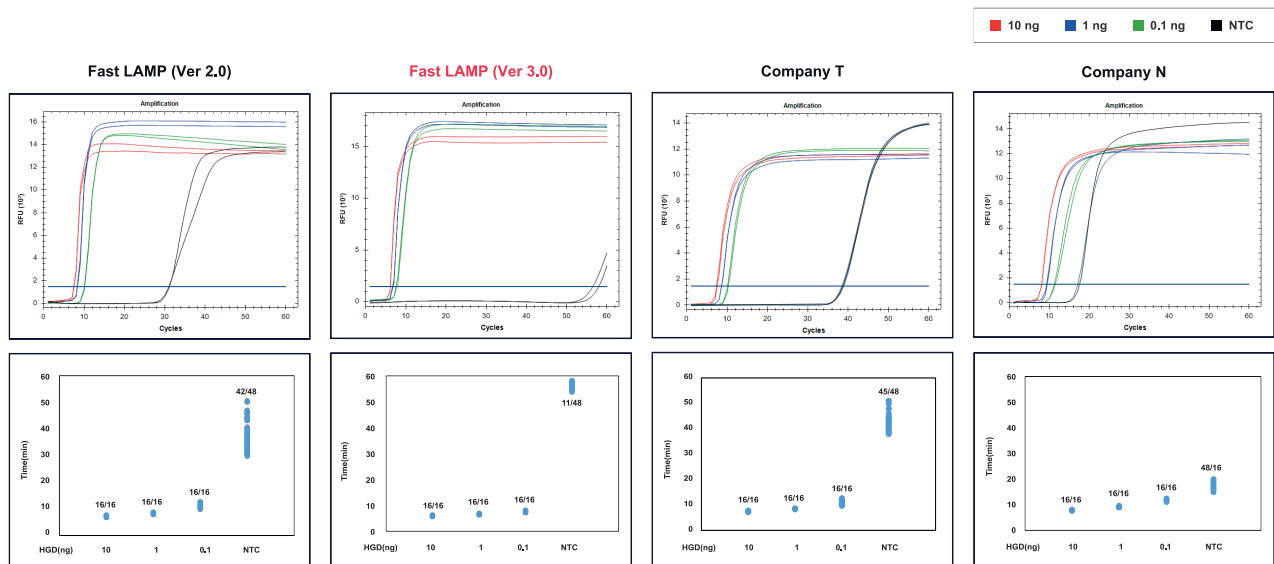 10 ng 1 ng 0.1 ng NTC
Fast LAMP (Ver 2.0)
Amplification
RFU (10³)
16
14
12
10
8
6
4
2
0
0 10 20 30 40 50 60
Cycles
Fast LAMP (Ver 3.0)
Amplification
RFU (10³)
15
10
5
0
0 10 20 30 40 50 60
Cycles
Company T
Amplification
RFU (10³)
14
12
10
8
6
4
2
0
0 10 20 30 40 50 60
Cycles
Company N
Amplification
RFU (10³)
14
12
10
8
6
4
2
0
0 10 20 30 40 50 60
Cycles
Time(min)
60
50
40
30
20
10
0
16/16 16/16 16/16 42/48
HGD(ng) 10 1 0.1 NTC
Time(min)
60
50
40
30
20
10
0
16/16 16/16 16/16 11/48
HGD(ng) 10 1 0.1 NTC
Time(min)
60
50
40
30
20
10
0
16/16 16/16 16/16 45/48
HGD(ng) 10 1 0.1 NTC
Time(min)
60
50
40
30
20
10
0
16/16 16/16 16/16 48/16
HGD(ng) 10 1 0.1 NTC